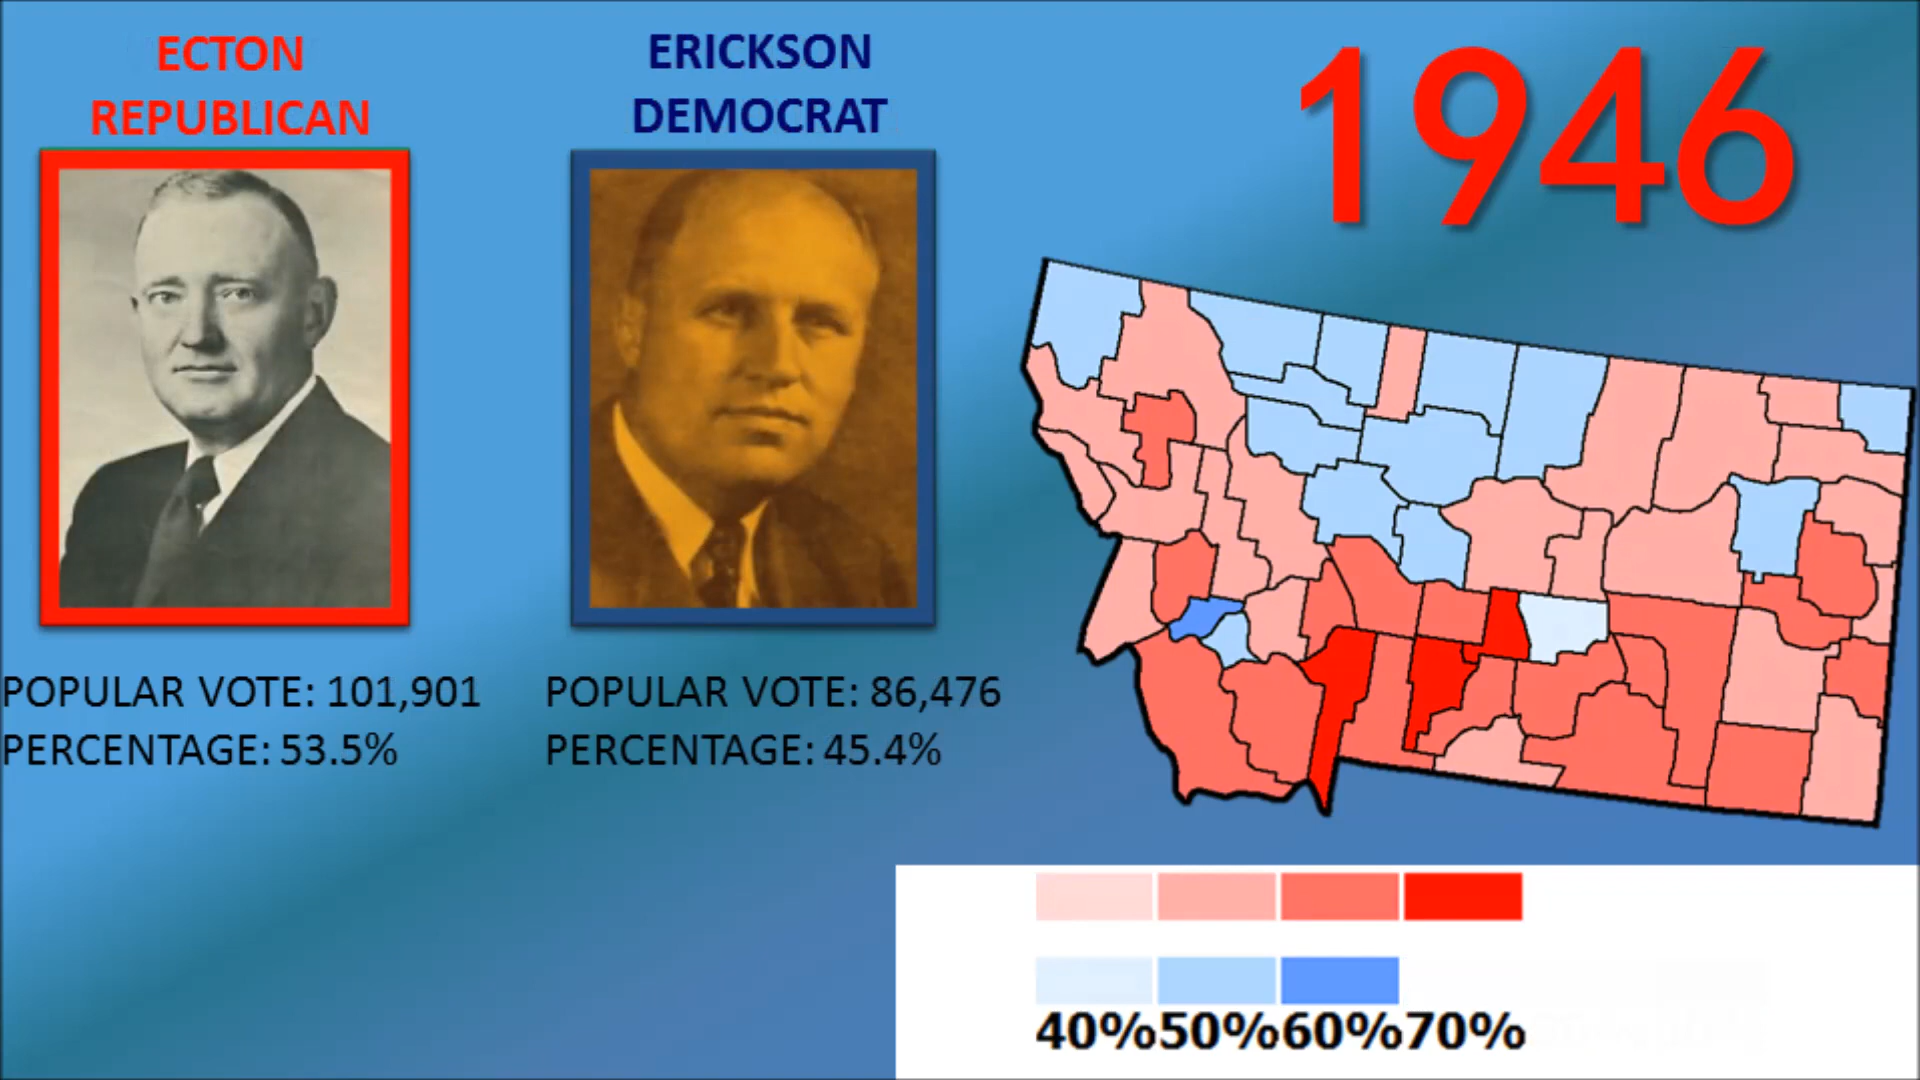 ECTON
REPUBLICAN
ERICKSON
DEMOCRAT
1946
POPULAR VOTE: 101,901
PERCENTAGE: 53.5%
POPULAR VOTE: 86,476
PERCENTAGE: 45.4%
40%50%60%70%